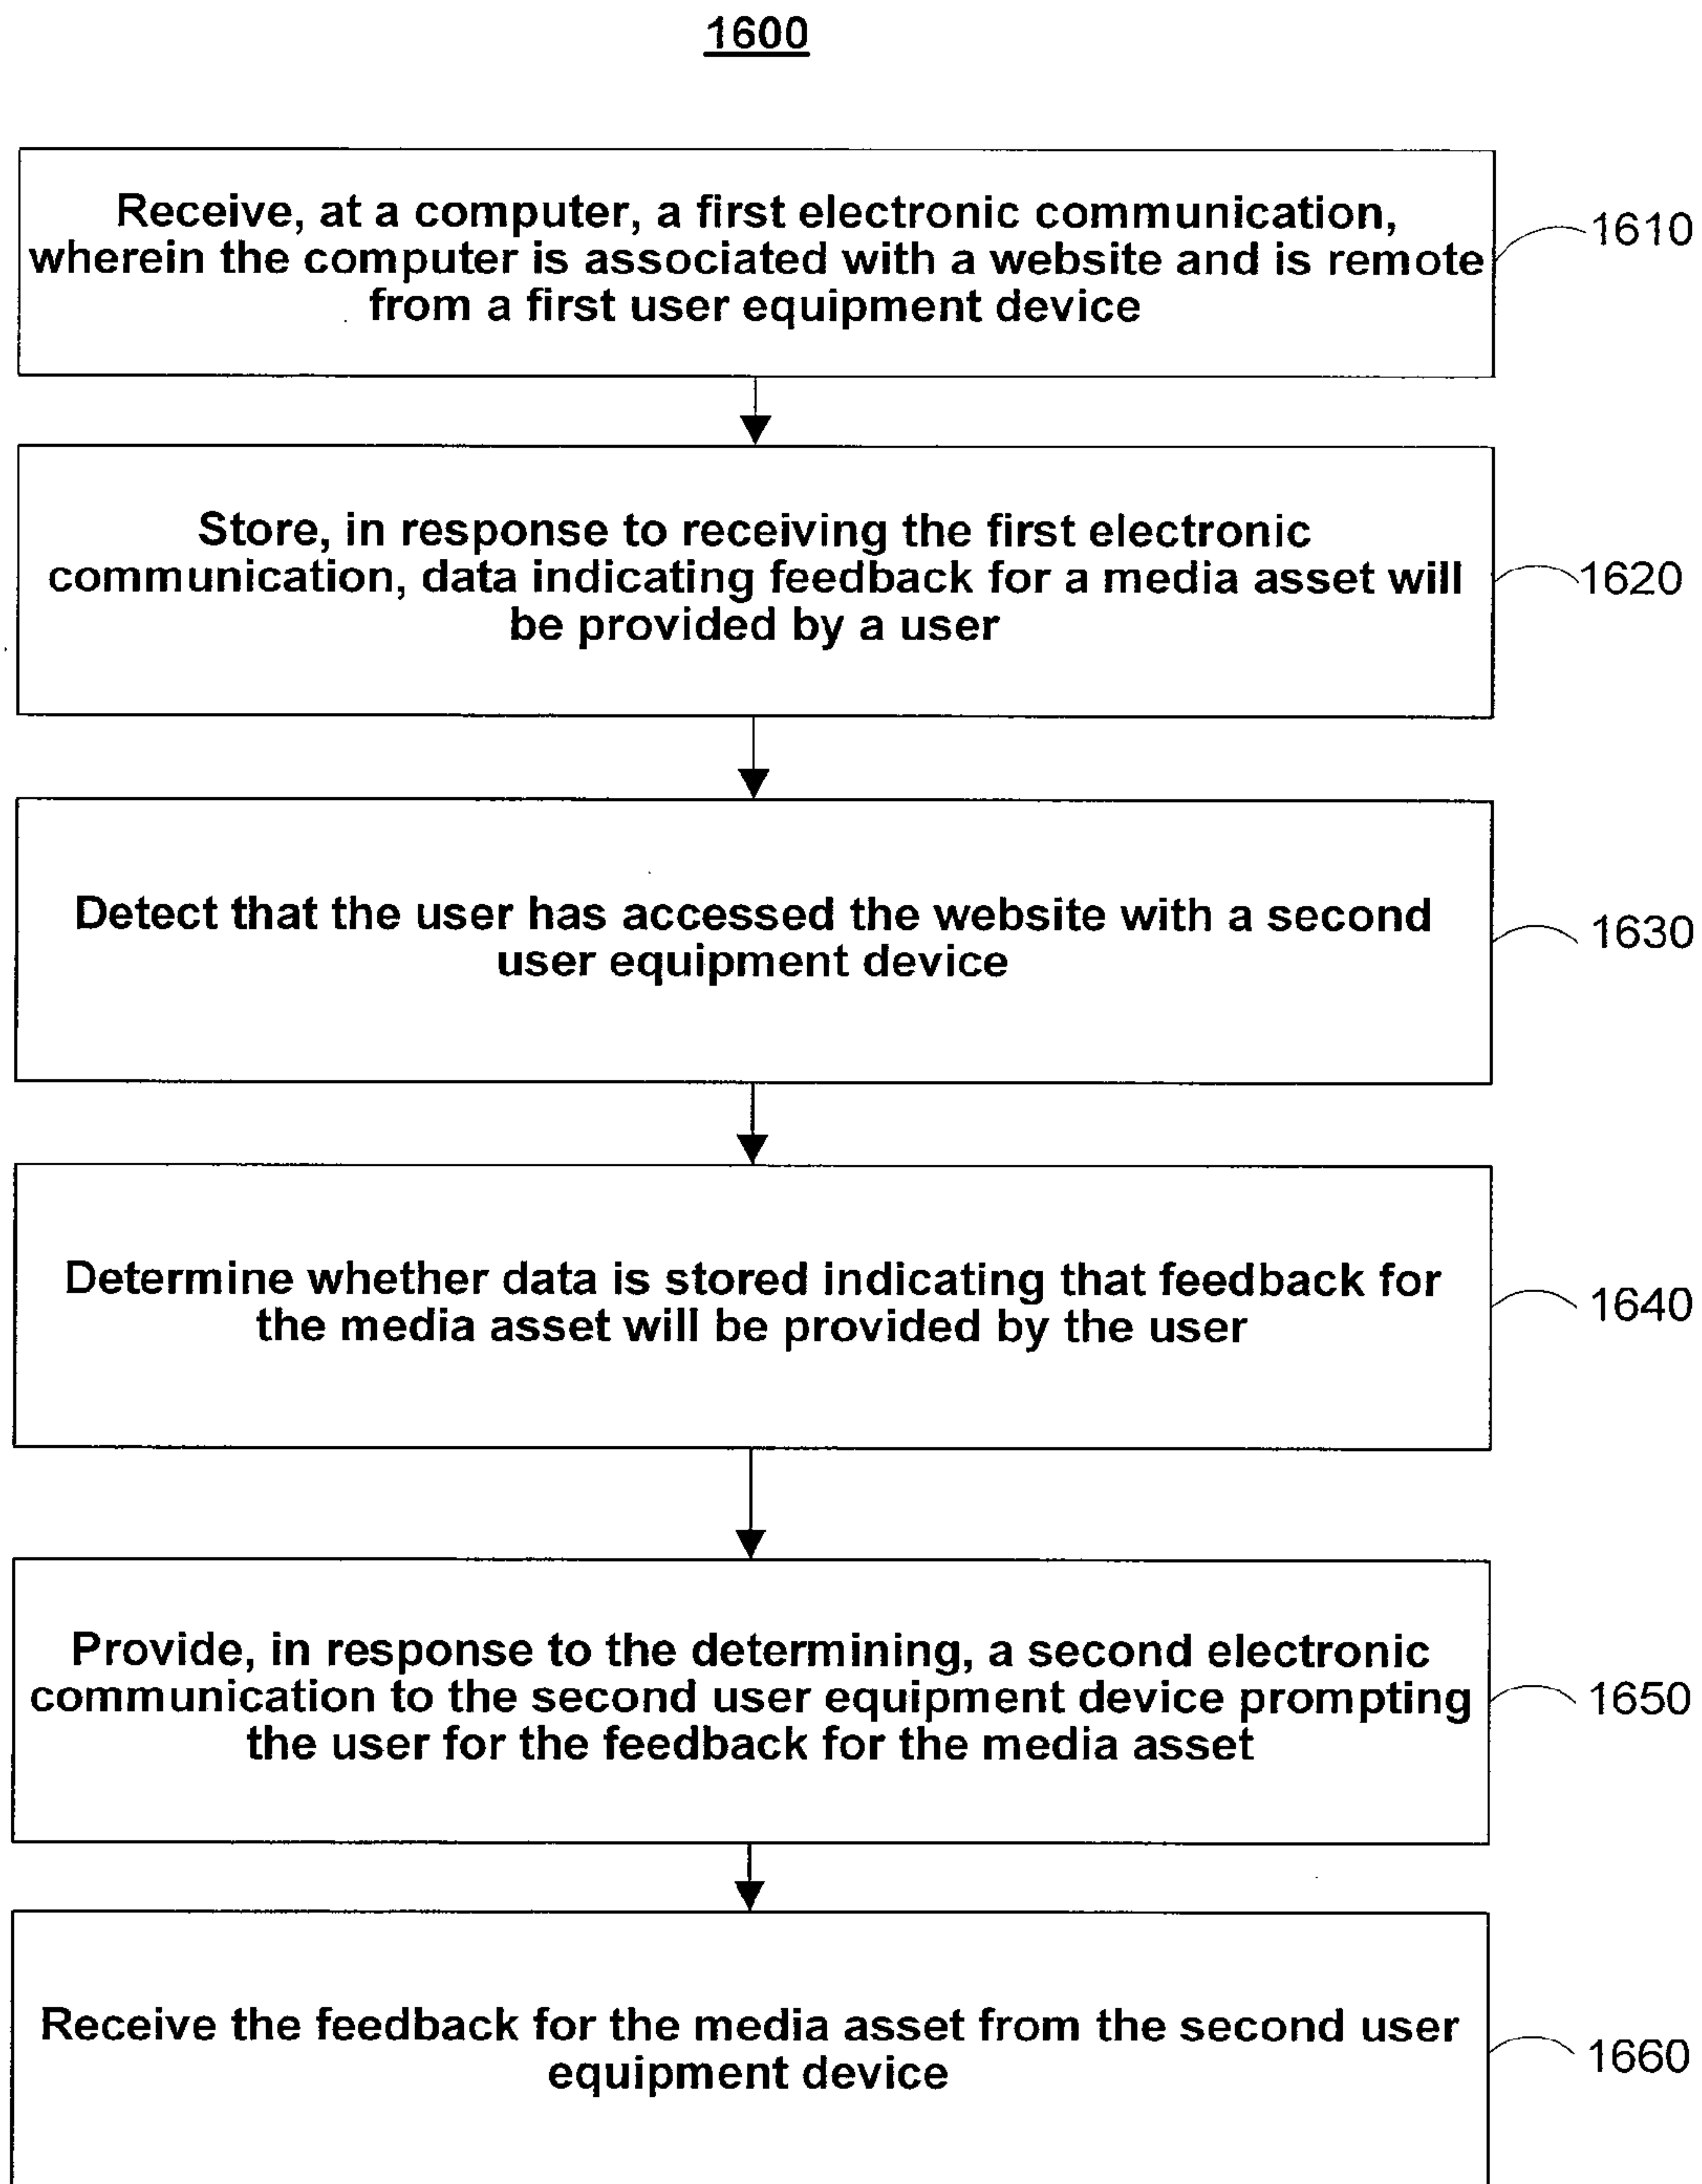 1600
Receive, at a computer, a first electronic communication,
wherein the computer is associated with a website and is remote
from a first user equipment device
1610
Store, in response to receiving the first electronic
communication, data indicating feedback for a media asset will
be provided by a user
1620
Detect that the user has accessed the website with a second
user equipment device
1630
Determine whether data is stored indicating that feedback for
the media asset will be provided by the user
1640
Provide, in response to the determining, a second electronic
communication to the second user equipment device prompting
the user for the feedback for the media asset
1650
Receive the feedback for the media asset from the second user
equipment device
1660